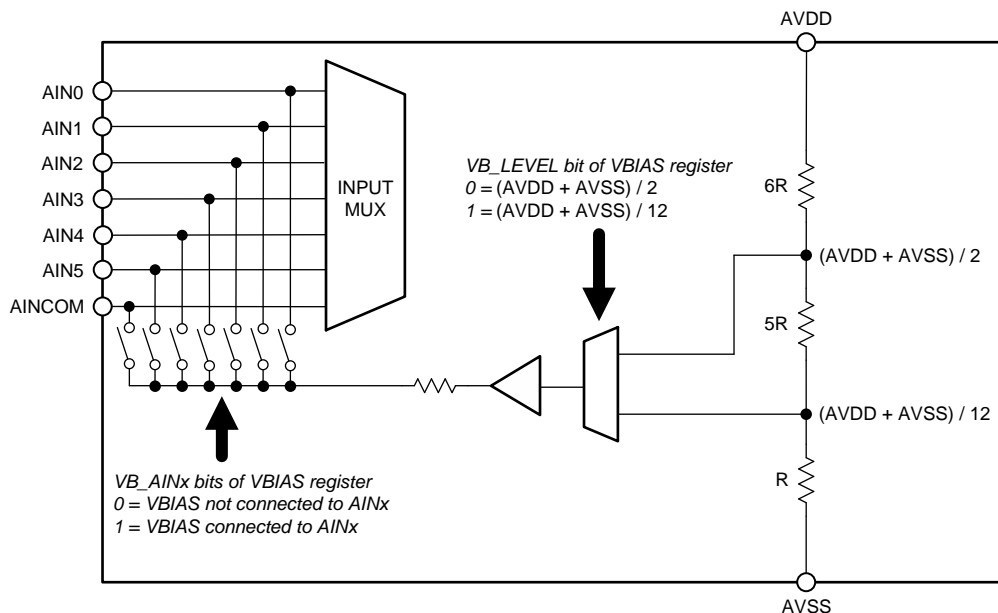 AVDD
AIN0
AIN1
AIN2
AIN3
AIN4
AIN5
AINCOM
INPUT
MUX
VB_LEVEL bit of VBIAS register
0 = (AVDD + AVSS) / 2
1 = (AVDD + AVSS) / 12
6R
(AVDD + AVSS) / 2
5R
(AVDD + AVSS) / 12
R
VB_AINx bits of VBIAS register
0 = VBIAS not connected to AINx
1 = VBIAS connected to AINx
AVSS